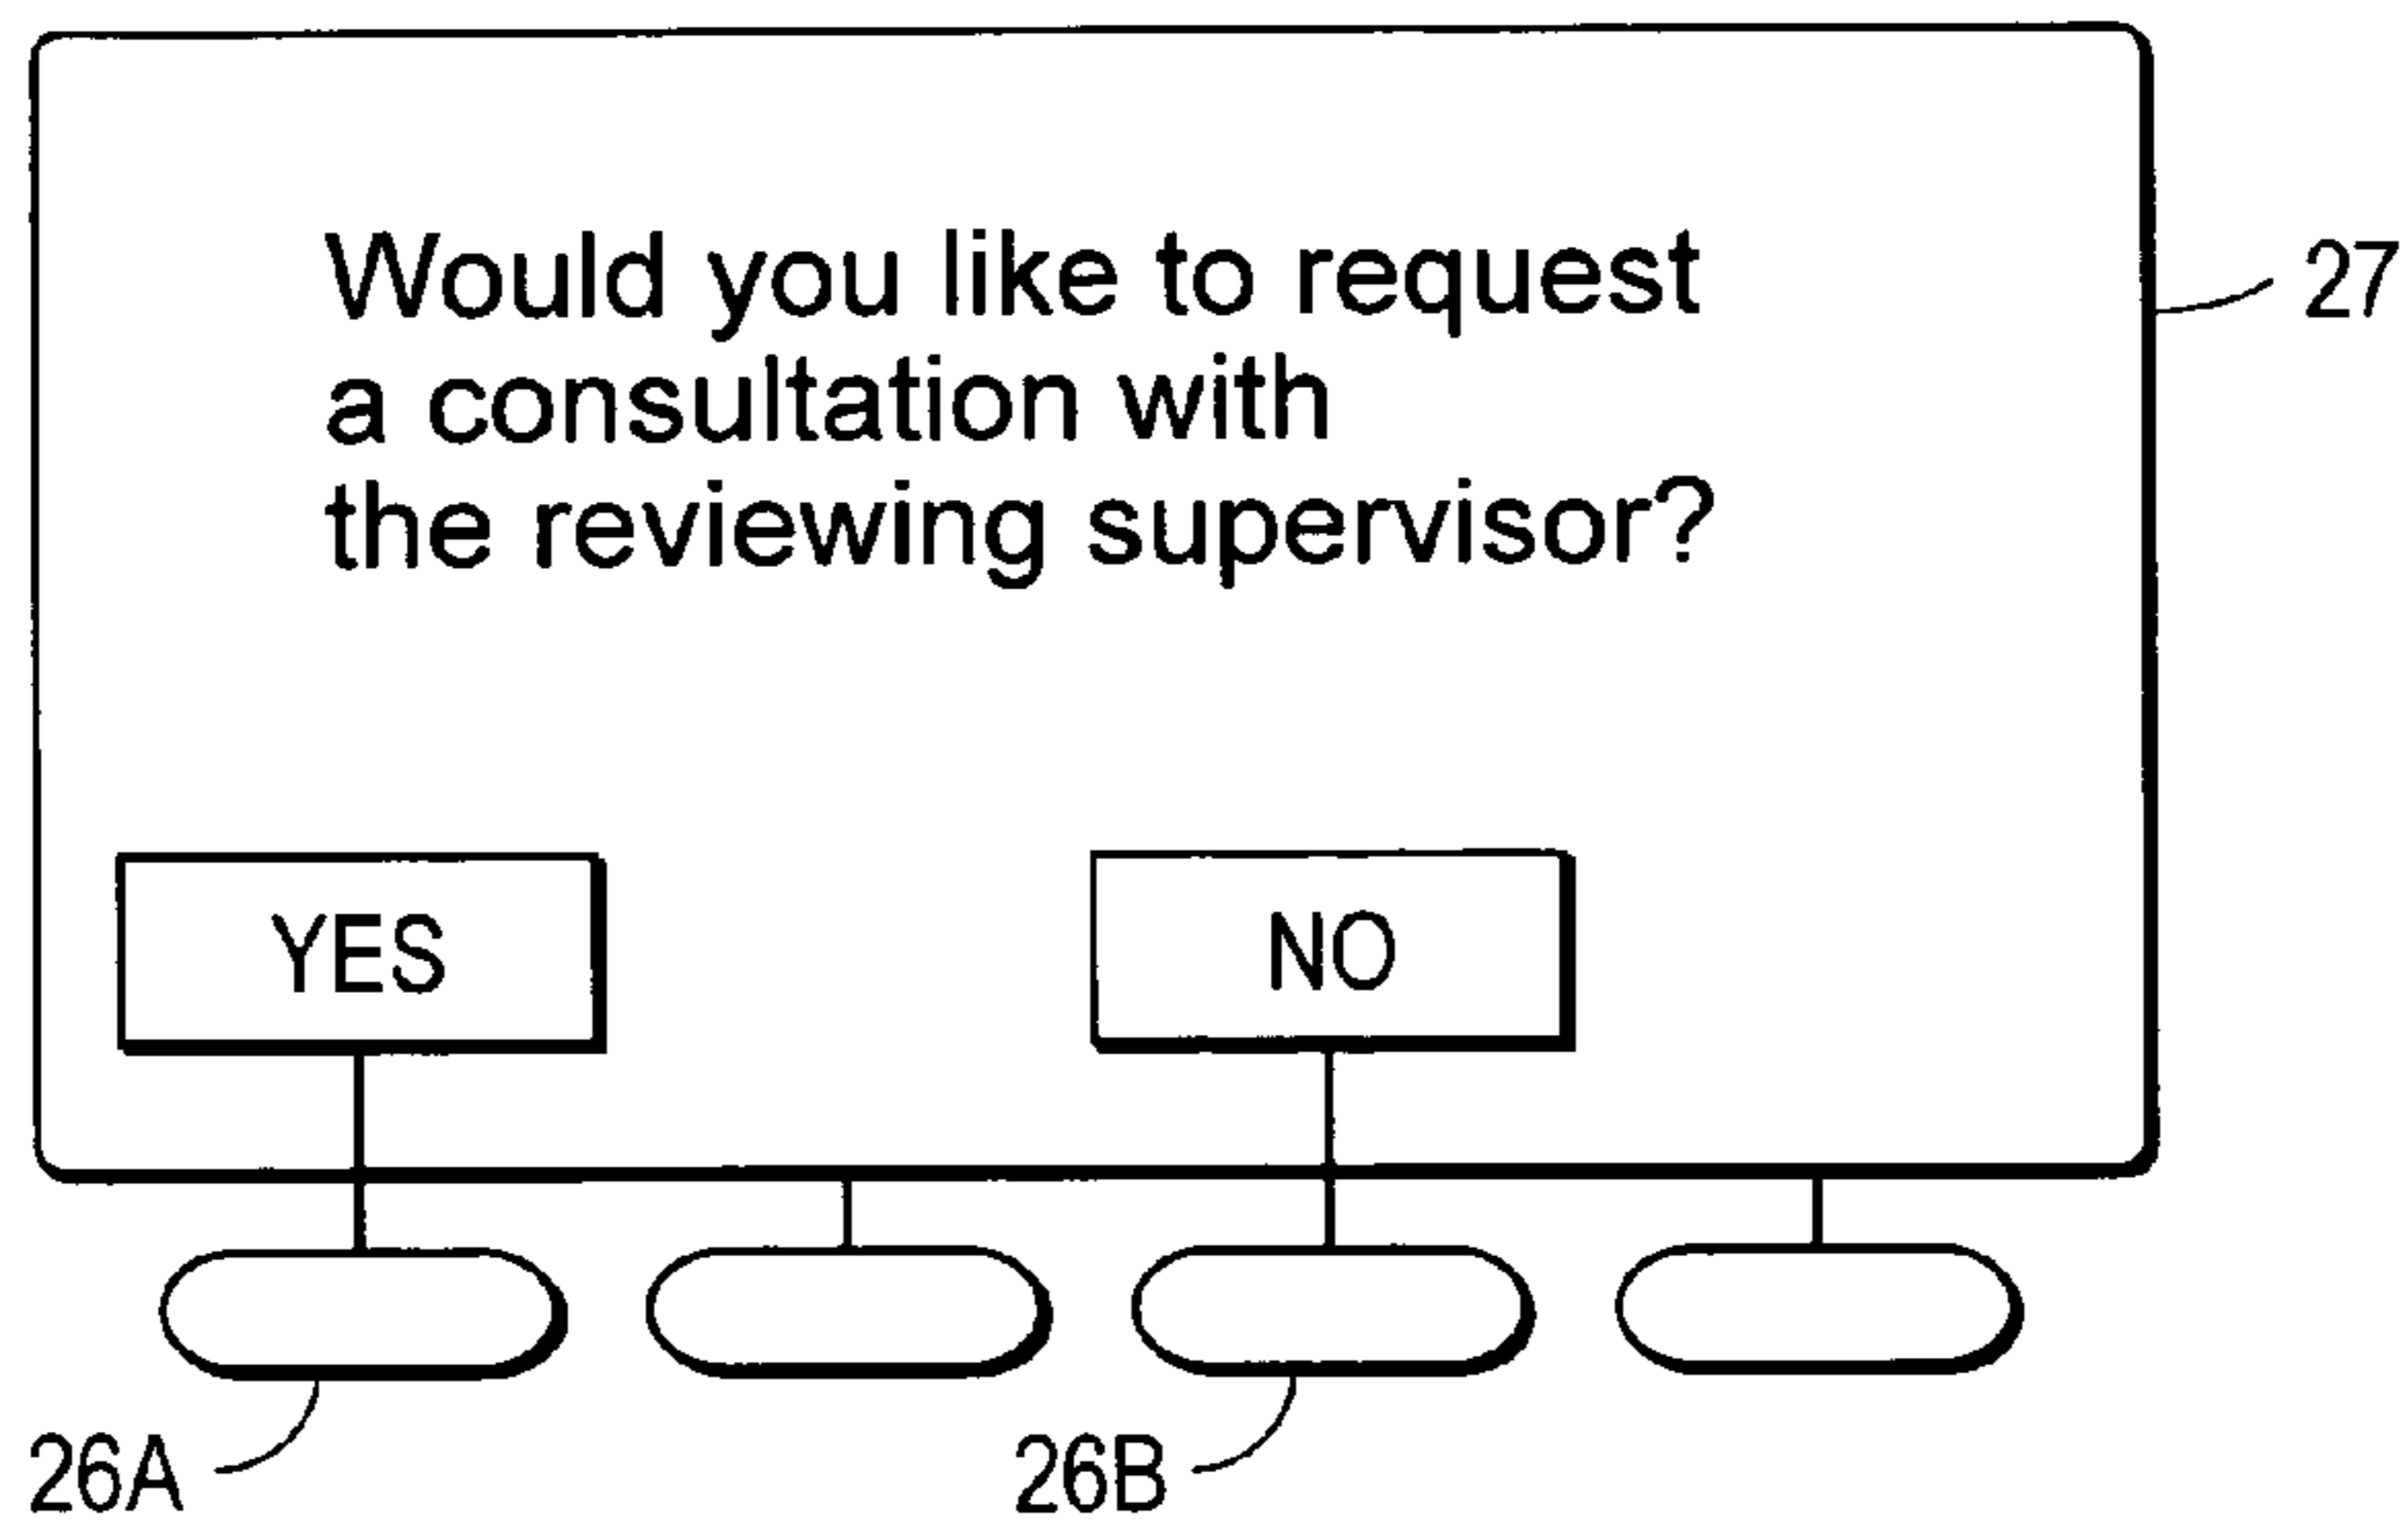 Would you like to request
a consultation with
the reviewing supervisor?
27
YES
NO
26A
26B